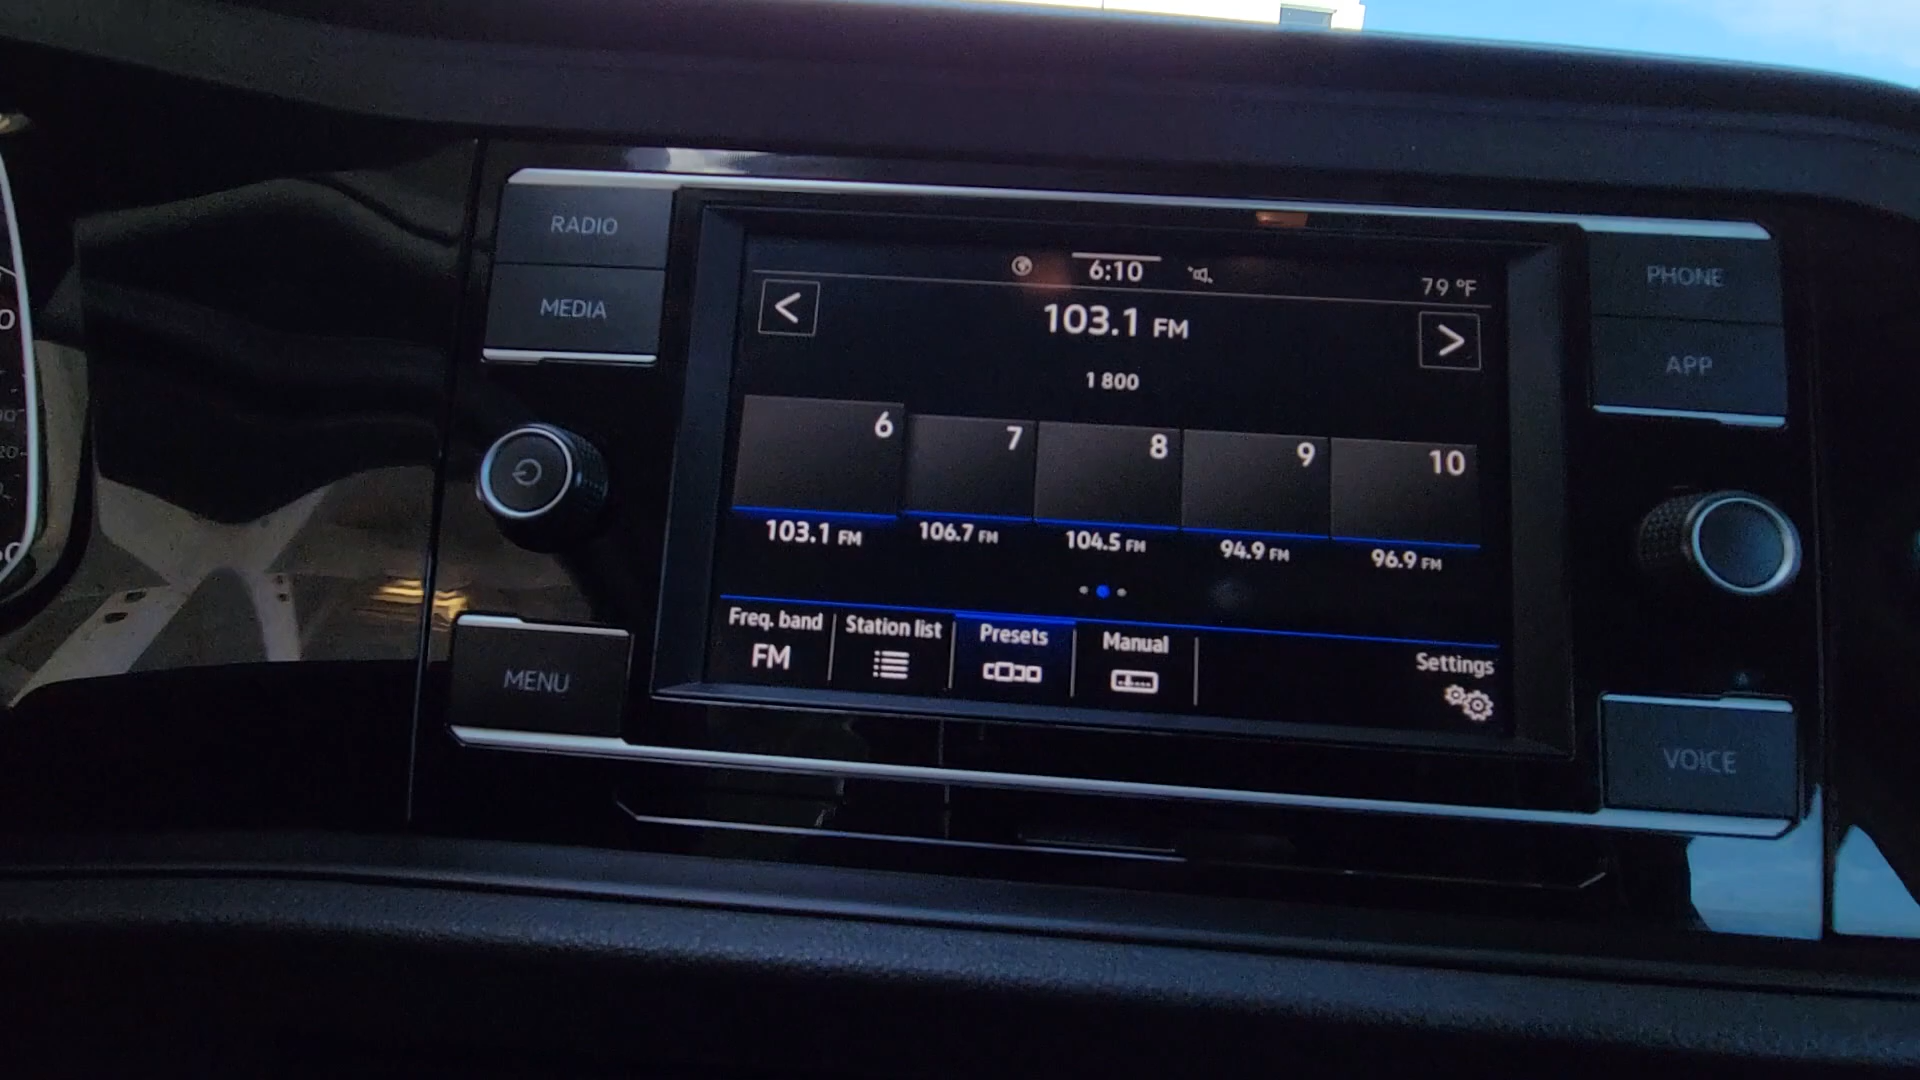 RADIO
MEDIA
MENU
6:10
79 °F
<
103.1 FM
>
1 800
6
7
8
9
10
103.1 FM
106.7 FM
104.5 FM
94.9 FM
96.9 FM
Freq. band
FM
Station list
Presets
Manual
Settings
PHONE
APP
VOICE